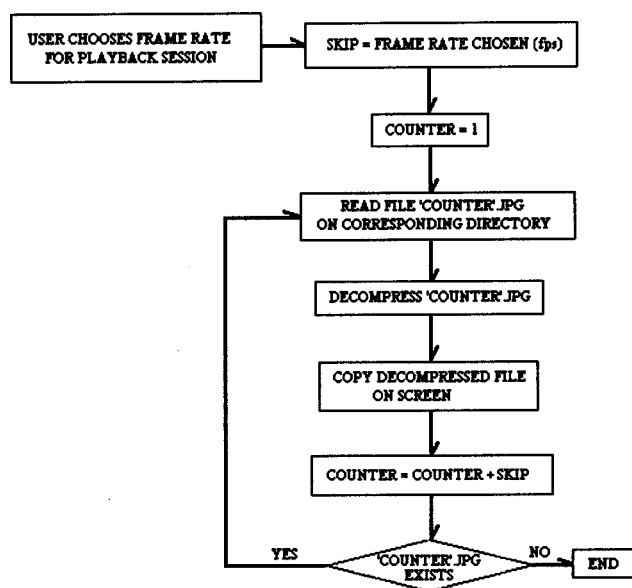 USER CHOOSES FRAME RATE
FOR PLAYBACK SESSION
SKIP = FRAME RATE CHOSEN (fps)
COUNTER = 1
READ FILE 'COUNTER'.JPG
ON CORRESPONDING DIRECTORY
DECOMPRESS 'COUNTER'.JPG
COPY DECOMPRESSED FILE
ON SCREEN
COUNTER = COUNTER + SKIP
YES
'COUNTER'.JPG
EXISTS
NO
END